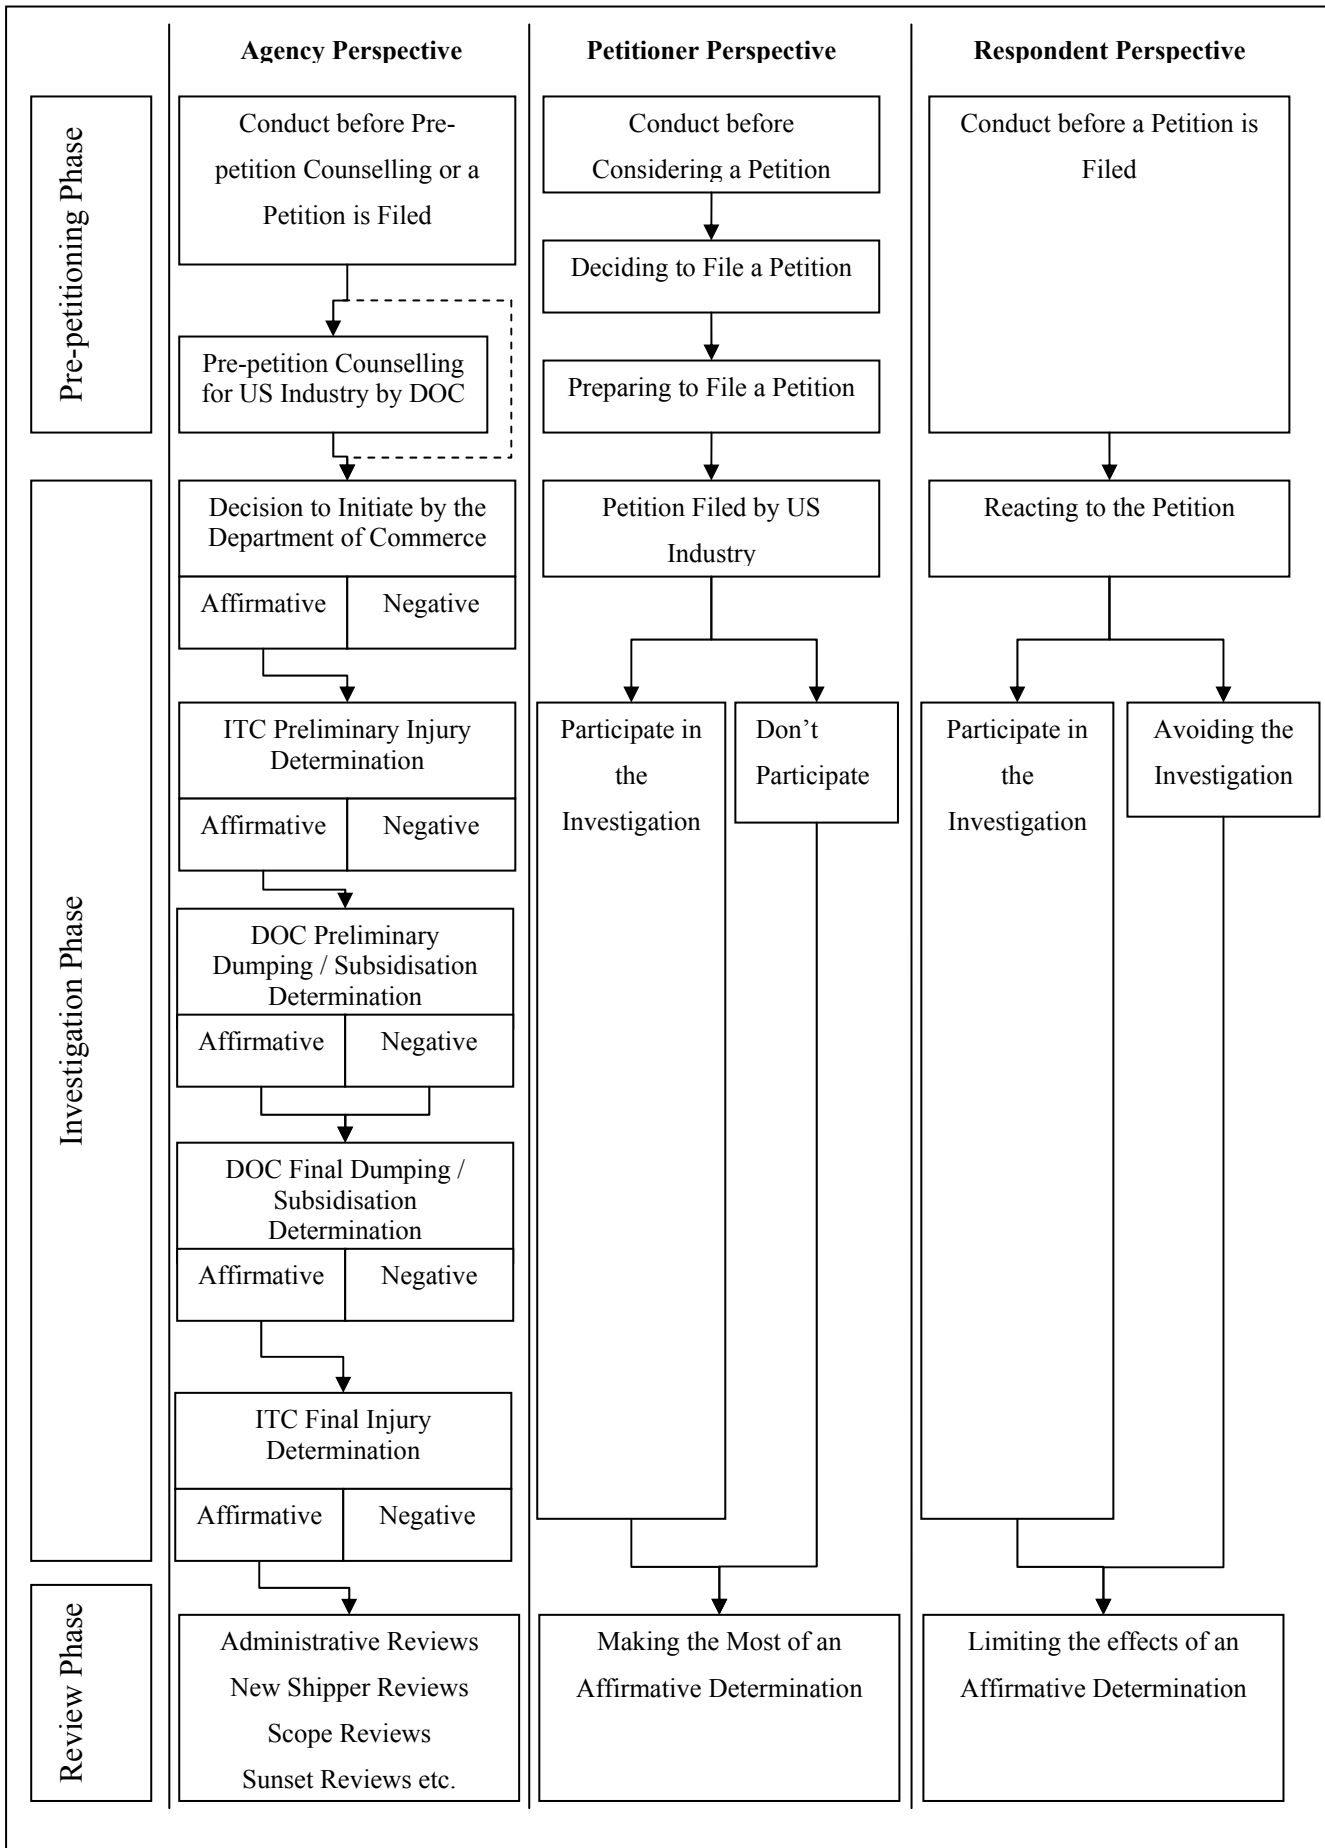 Agency Perspective
Petitioner Perspective
Respondent Perspective
Pre-petitioning Phase
Conduct before Pre-
petition Counselling or a
Petition is Filed
Pre-petition Counselling
for US Industry by DOC
Conduct before
Considering a Petition
Deciding to File a Petition
Preparing to File a Petition
Conduct before a Petition is
Filed
Investigation Phase
Decision to Initiate by the
Department of Commerce
Affirmative
Negative
ITC Preliminary Injury
Determination
Affirmative
Negative
DOC Preliminary
Dumping / Subsidisation
Determination
Affirmative
Negative
DOC Final Dumping /
Subsidisation
Determination
Affirmative
Negative
ITC Final Injury
Determination
Affirmative
Negative
Petition Filed by US
Industry
Participate in
the
Investigation
Don't
Participate
Reacting to the Petition
Participate in
the
Investigation
Avoiding the
Investigation
Review Phase
Administrative Reviews
New Shipper Reviews
Scope Reviews
Sunset Reviews etc.
Making the Most of an
Affirmative Determination
Limiting the effects of an
Affirmative Determination